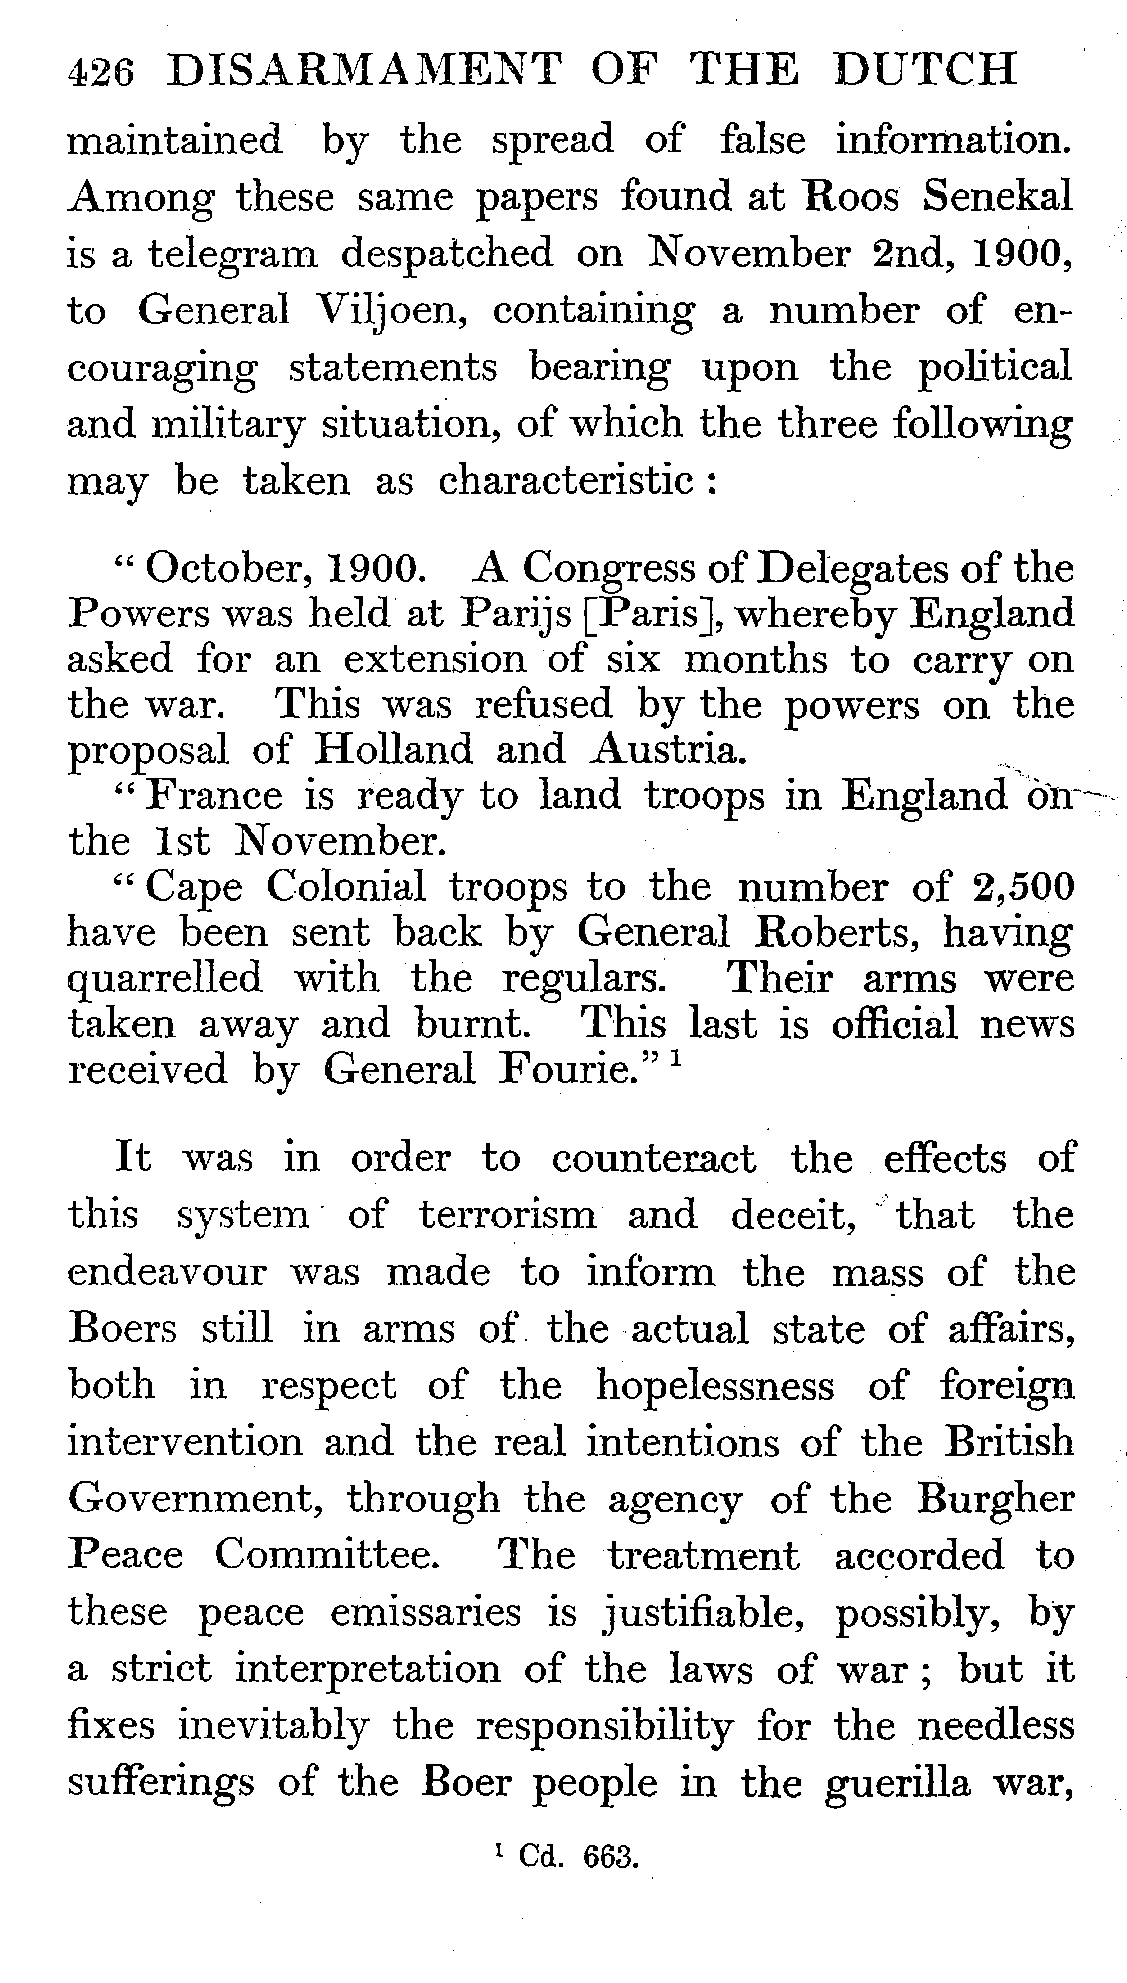 426 DISARMAMENT OF THE DUTCH
maintained by the spread of false information.
Among these same papers found at Roos Senekal
is a telegram despatched on November 2nd, 1900,
to General Viljoen, containing a number of en-
couraging statements bearing upon the political
and military situation, of which the three following
may be taken as characteristic :
“ October, 1900. A Congress of Delegates of the
Powers was held at Parijs [Paris], whereby England
asked for an extension of six months to carry on
the war. This was refused by the powers on the
proposal of Holland and Austria.
“ France is ready to land troops in England on
the 1st November.
“ Cape Colonial troops to the number of 2,500
have been sent back by General Roberts, having
quarrelled with the regulars. Their arms were
taken away and burnt. This last is official news
received by General Fourie.” ¹
It was in order to counteract the effects of
this system of terrorism and deceit, that the
endeavour was made to inform the mass of the
Boers still in arms of the actual state of affairs,
both in respect of the hopelessness of foreign
intervention and the real intentions of the British
Government, through the agency of the Burgher
Peace Committee. The treatment accorded to
these peace emissaries is justifiable, possibly, by
a strict interpretation of the laws of war ; but it
fixes inevitably the responsibility for the needless
sufferings of the Boer people in the guerilla war,
¹ Cd. 663.